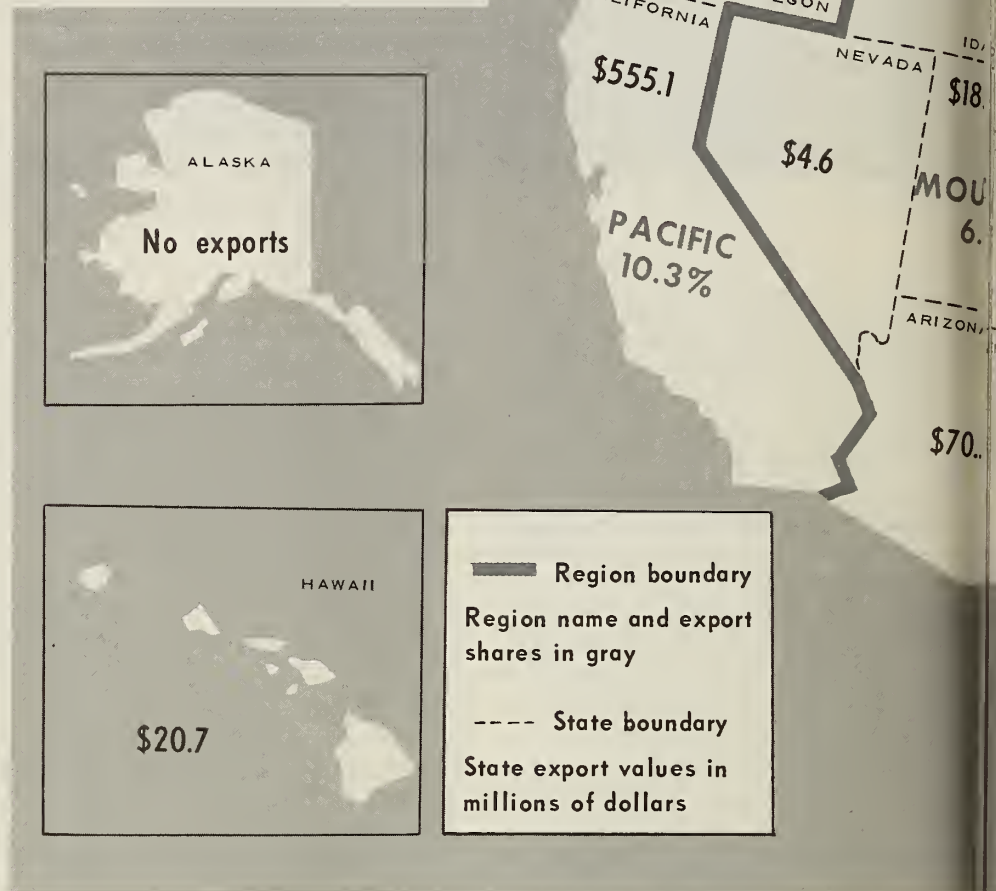 $555.1
NEVADA
$4.6
PACIFIC
10.3%
ALASKA
No exports
HAWAII
$20.7
Region boundary
Region name and export
shares in gray
State boundary
State export values in
millions of dollars